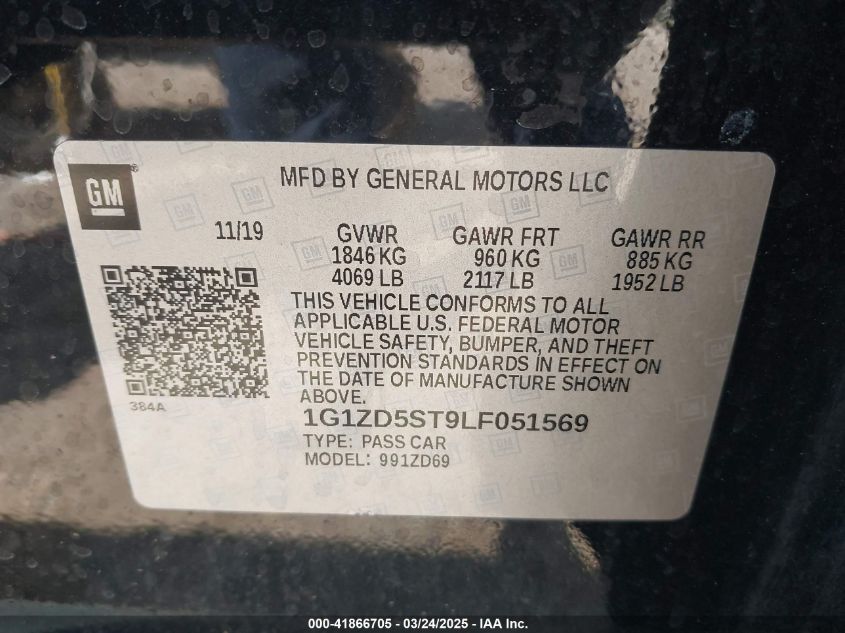 GM
MFD BY GENERAL MOTORS LLC
11/19 GVWR GAWR FRT GAWR RR
1846 KG 960 KG 885 KG
4069 LB 2117 LB 1952 LB
THIS VEHICLE CONFORMS TO ALL
APPLICABLE U.S. FEDERAL MOTOR
VEHICLE SAFETY, BUMPER, AND THEFT
PREVENTION STANDARDS IN EFFECT ON
THE DATE OF MANUFACTURE SHOWN
ABOVE.
384A
1G1ZD5ST9LF051569
TYPE: PASS CAR
MODEL: 991ZD69
000-41866705 - 03/24/2025 - IAA Inc.